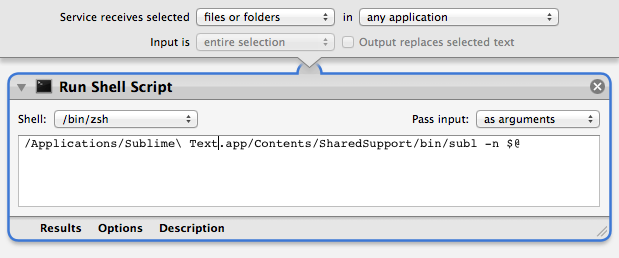 Service receives selected files or folders in any application
Input is entire selection Output replaces selected text
Run Shell Script
Shell: /bin/zsh Pass input: as arguments
/Applications/Sublime\ Text.app/Contents/SharedSupport/bin/subl -n $@
Results Options Description